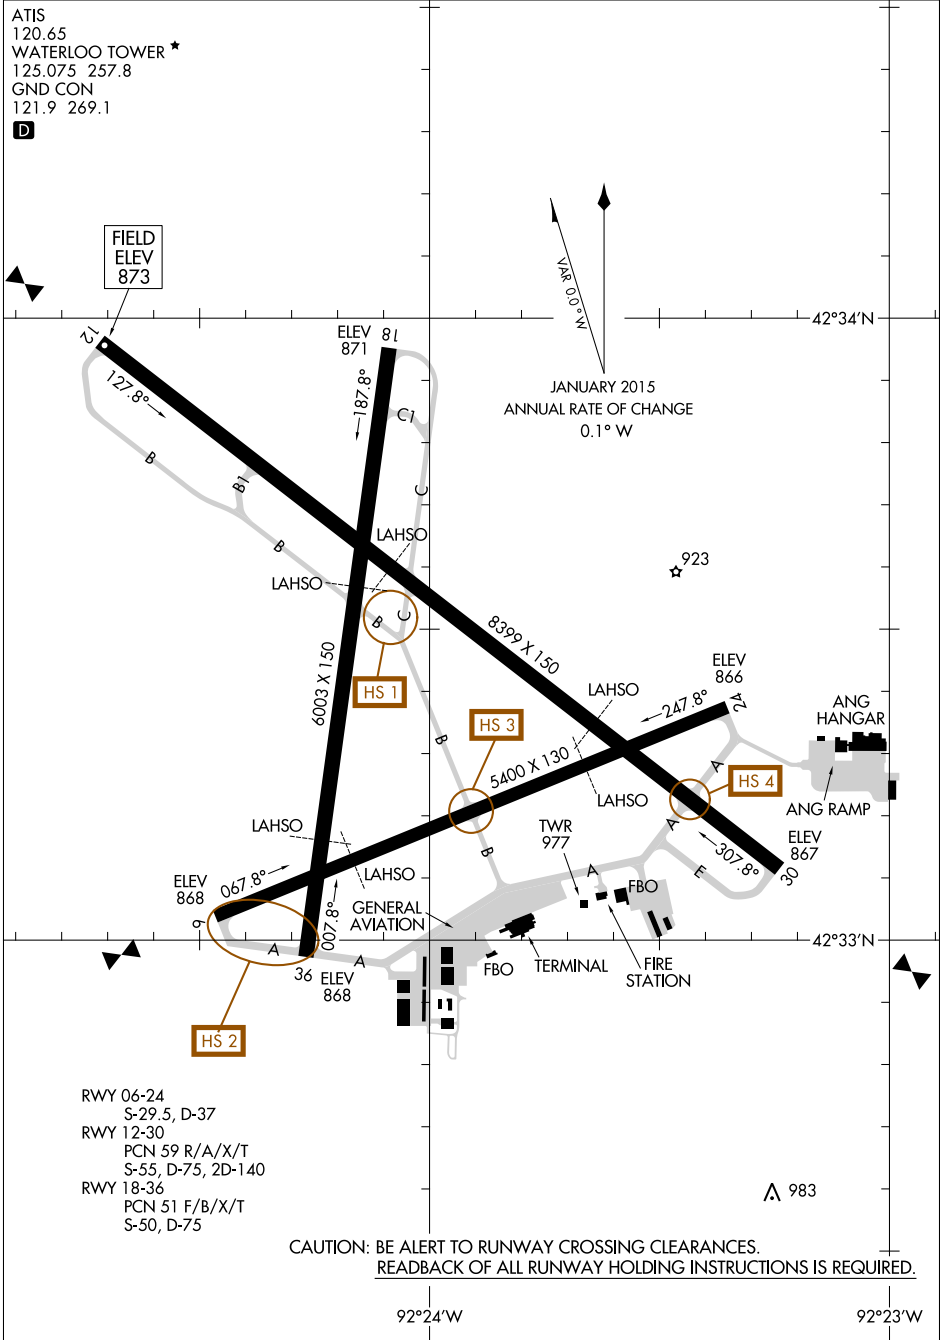 ATIS
120.65
WATERLOO TOWER ★
125.075 257.8
GND CON
121.9 269.1
D
FIELD
ELEV
873
VAR 0.0° W
JANUARY 2015
ANNUAL RATE OF CHANGE
0.1° W
42°34'N
12
127.8°
ELEV
871
18
187.8°
C1
C
B
B1
B
LAHSO
LAHSO
B
C
HS 1
923
8399 X 150
6003 X 150
ELEV
866
24
247.8°
LAHSO
ANG
HANGAR
HS 3
B
5400 X 130
A
HS 4
LAHSO
ANG RAMP
LAHSO
TWR
977
A
ELEV
867
307.8°
30
B
LAHSO
A
E
ELEV
868
067.8°
FBO
6
007.8°
GENERAL
AVIATION
42°33'N
A
A
36
ELEV
868
FBO
TERMINAL
FIRE
STATION
HS 2
RWY 06-24
S-29.5, D-37
RWY 12-30
PCN 59 R/A/X/T
S-55, D-75, 2D-140
RWY 18-36
PCN 51 F/B/X/T
S-50, D-75
983
CAUTION: BE ALERT TO RUNWAY CROSSING CLEARANCES.
READBACK OF ALL RUNWAY HOLDING INSTRUCTIONS IS REQUIRED.
92°24'W
92°23'W